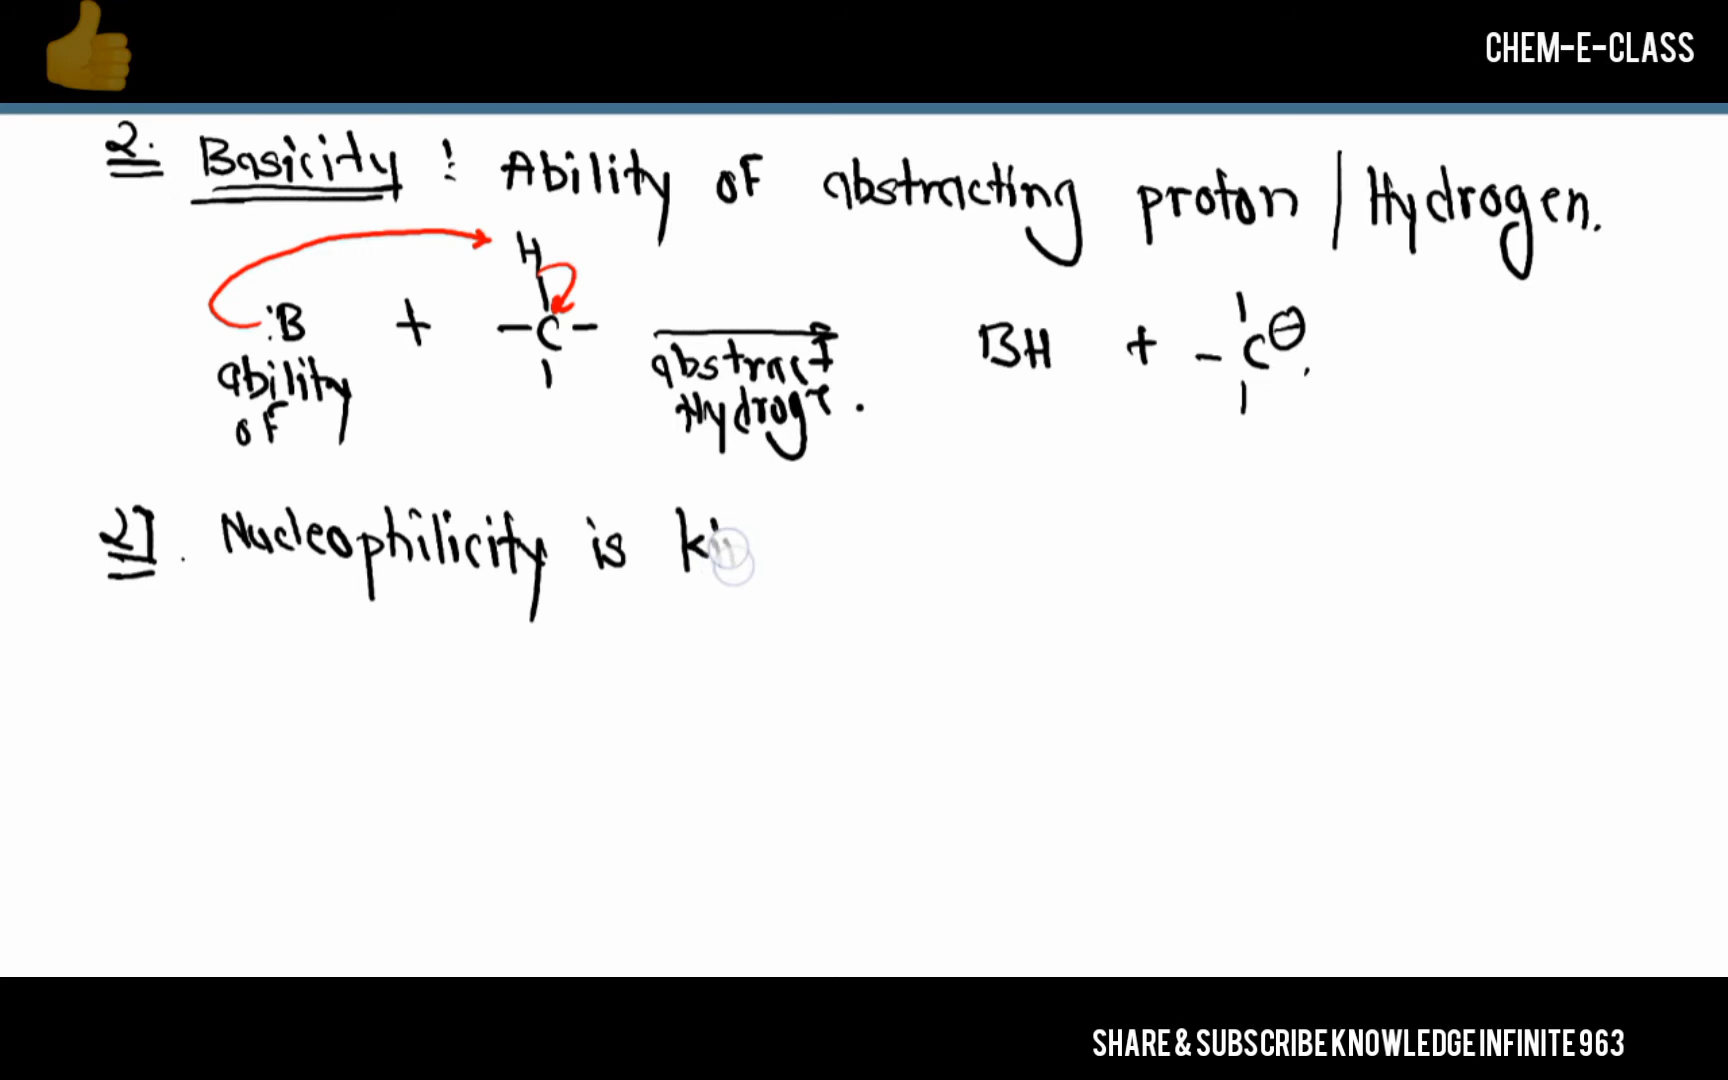 CHEM-E-CLASS
2. Basicity : Ability of abstracting proton / Hydrogen.
H
:B + -C- BH + -C⊖.
ability of
abstract
Hydrog
2]. Nucleophilicity is
SHARE & SUBSCRIBE KNOWLEDGE INFINITE 963